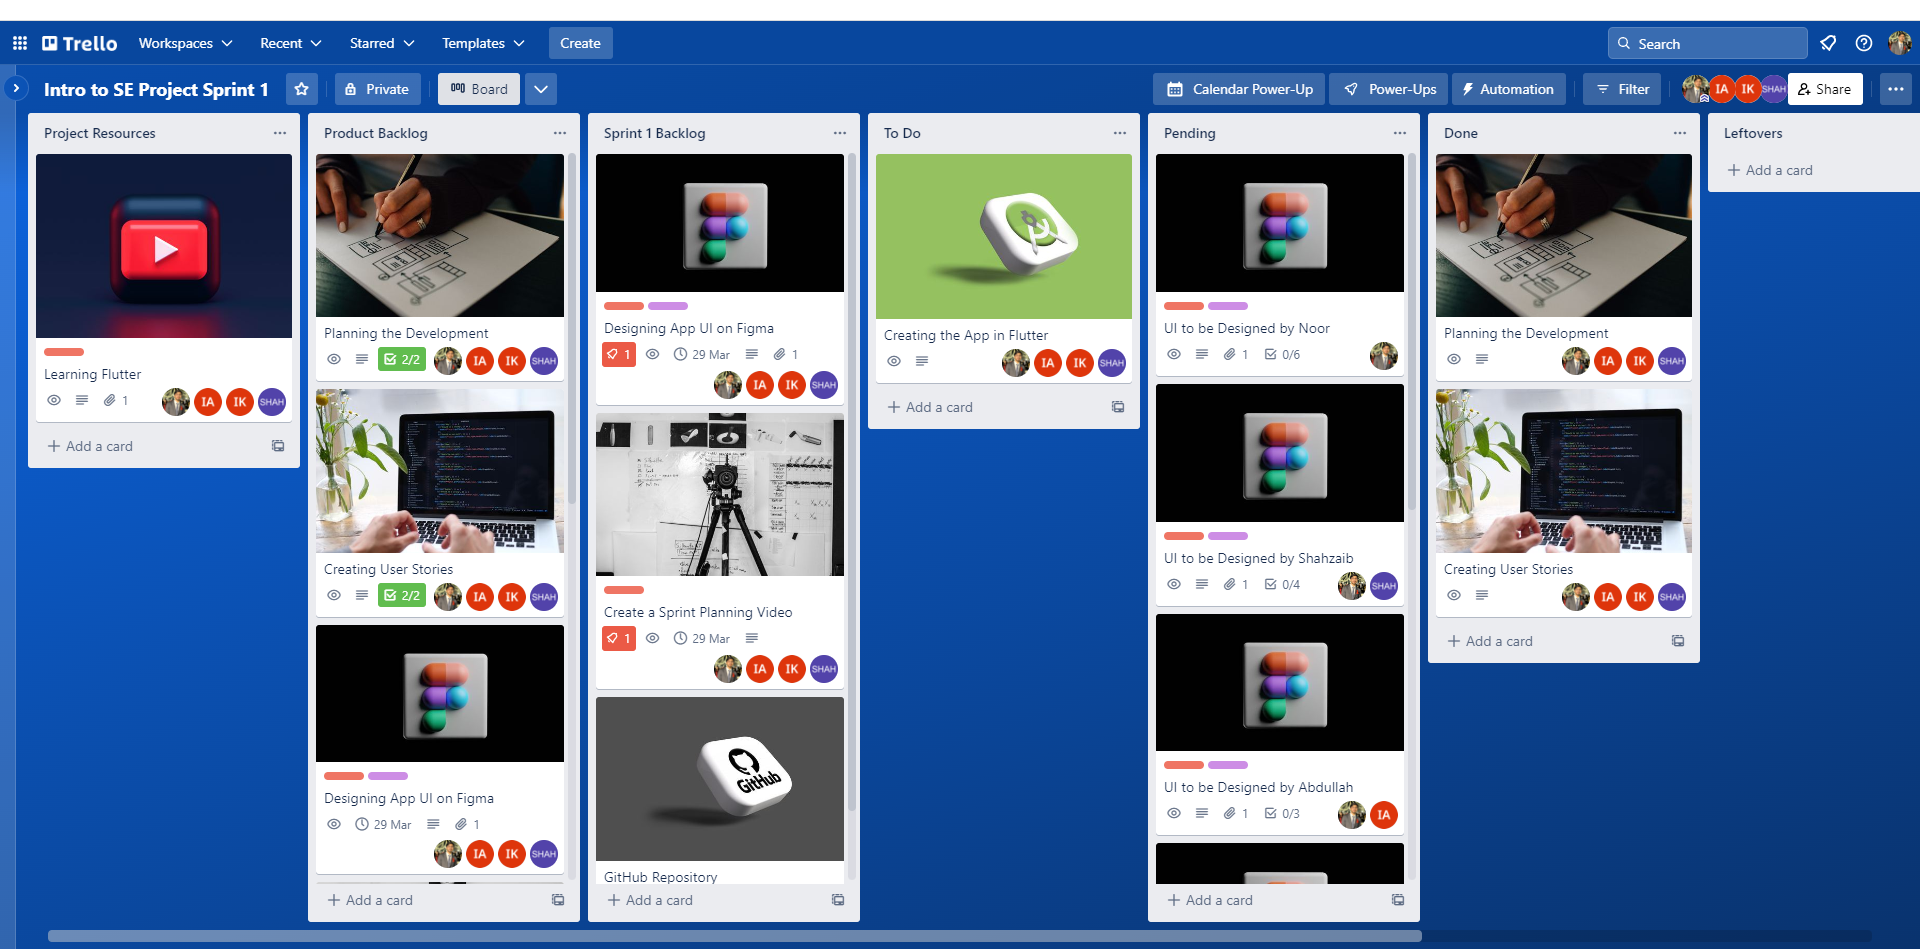 Trello
Workspaces
Recent
Starred
Templates
Create
Search
Intro to SE Project Sprint 1
Private
Board
Calendar Power-Up
Power-Ups
Automation
Filter
IA
IK
SHAH
Share
Project Resources
Learning Flutter
1
IA
IK
SHAH
+ Add a card
Product Backlog
Planning the Development
2/2
IA
IK
SHAH
Creating User Stories
2/2
IA
IK
SHAH
Designing App UI on Figma
29 Mar
1
IA
IK
SHAH
+ Add a card
Sprint 1 Backlog
Designing App UI on Figma
1
29 Mar
1
IA
IK
SHAH
Create a Sprint Planning Video
1
29 Mar
IA
IK
SHAH
GitHub
GitHub Repository
+ Add a card
To Do
Creating the App in Flutter
IA
IK
SHAH
+ Add a card
Pending
UI to be Designed by Noor
1
0/6
UI to be Designed by Shahzaib
1
0/4
SHAH
UI to be Designed by Abdullah
1
0/3
IA
+ Add a card
Done
Planning the Development
IA
IK
SHAH
Creating User Stories
IA
IK
SHAH
+ Add a card
Leftovers
+ Add a card